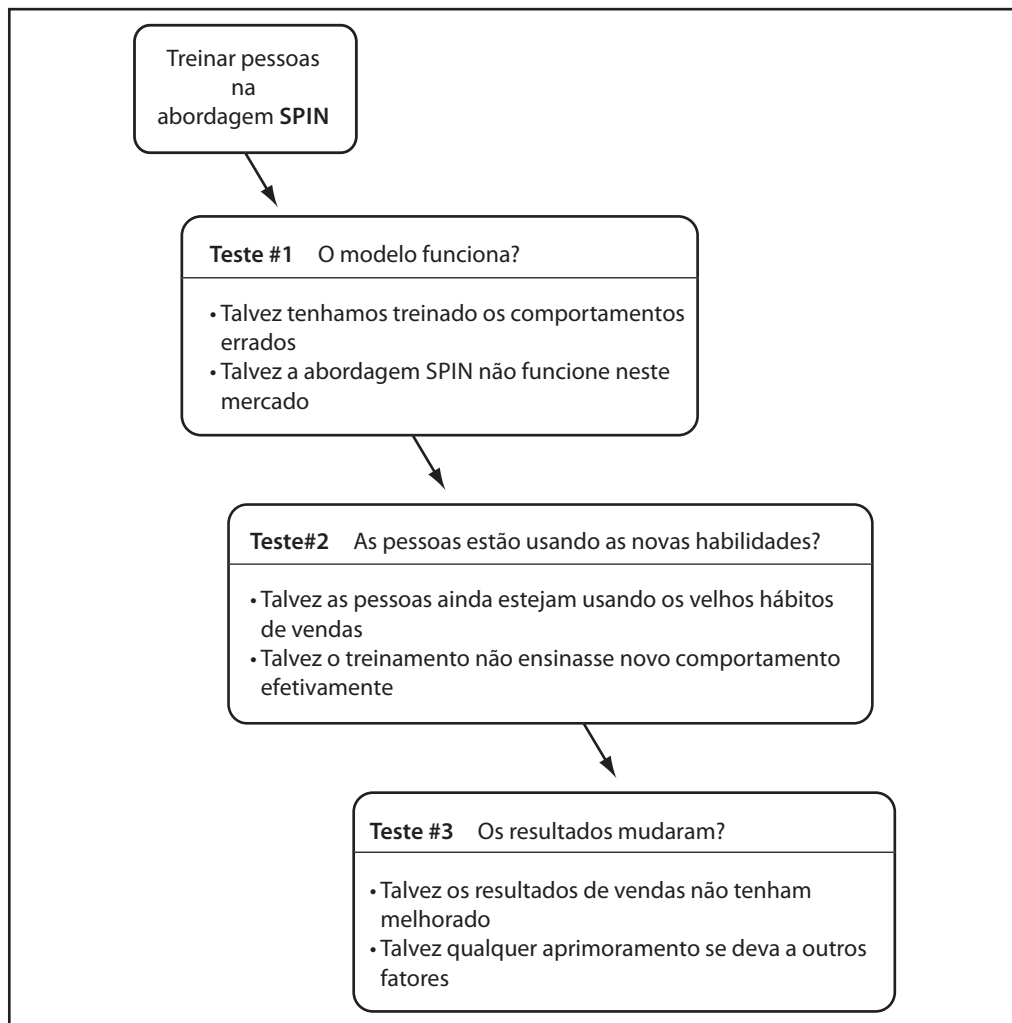 Treinar pessoas
na
abordagem SPIN
Teste #1 O modelo funciona?
• Talvez tenhamos treinado os comportamentos
errados
• Talvez a abordagem SPIN não funcione neste
mercado
Teste#2 As pessoas estão usando as novas habilidades?
• Talvez as pessoas ainda estejam usando os velhos hábitos
de vendas
• Talvez o treinamento não ensinasse novo comportamento
efetivamente
Teste #3 Os resultados mudaram?
• Talvez os resultados de vendas não tenham
melhorado
• Talvez qualquer aprimoramento se deva a outros
fatores